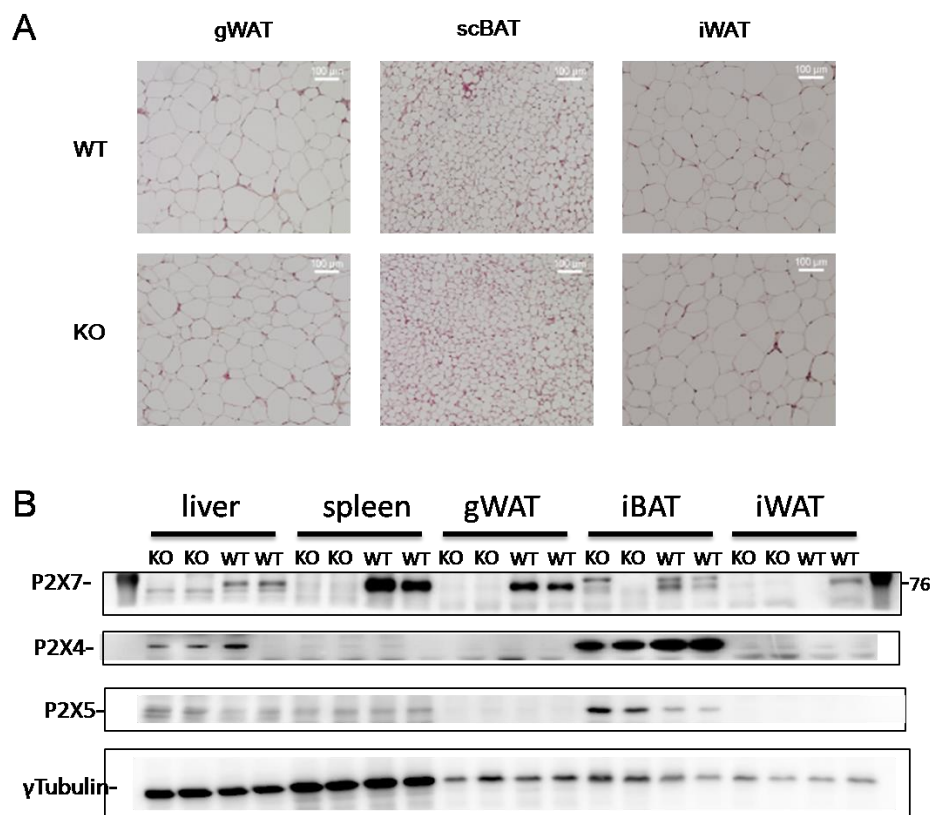 A
gWAT scBAT iWAT
WT
100 µm 100 µm 100 µm
KO
100 µm 100 µm 100 µm
B
liver spleen gWAT iBAT iWAT
KO KO WT WT KO KO WT WT KO KO WT WT KO KO WT WT KO KO WT WT
P2X7- -76
P2X4-
P2X5-
γTubulin-